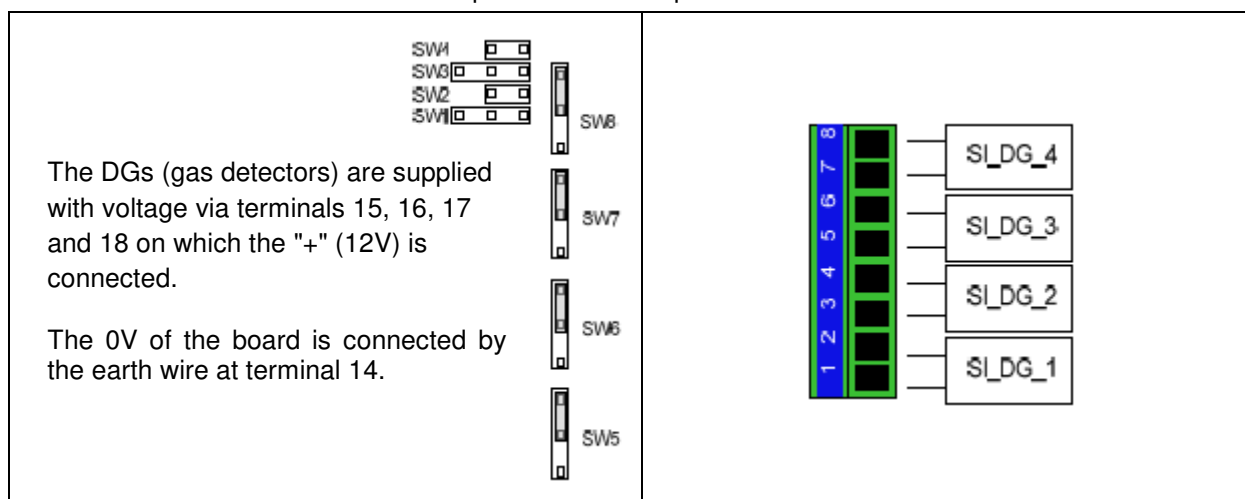 SW4
SW3
SW2
SW1
SW8
The DGs (gas detectors) are supplied
with voltage via terminals 15, 16, 17
and 18 on which the "+" (12V) is
connected.
SW7
The 0V of the board is connected by
the earth wire at terminal 14.
SW6
SW5
8
7
6
5
4
3
2
1
SI_DG_4
SI_DG_3
SI_DG_2
SI_DG_1